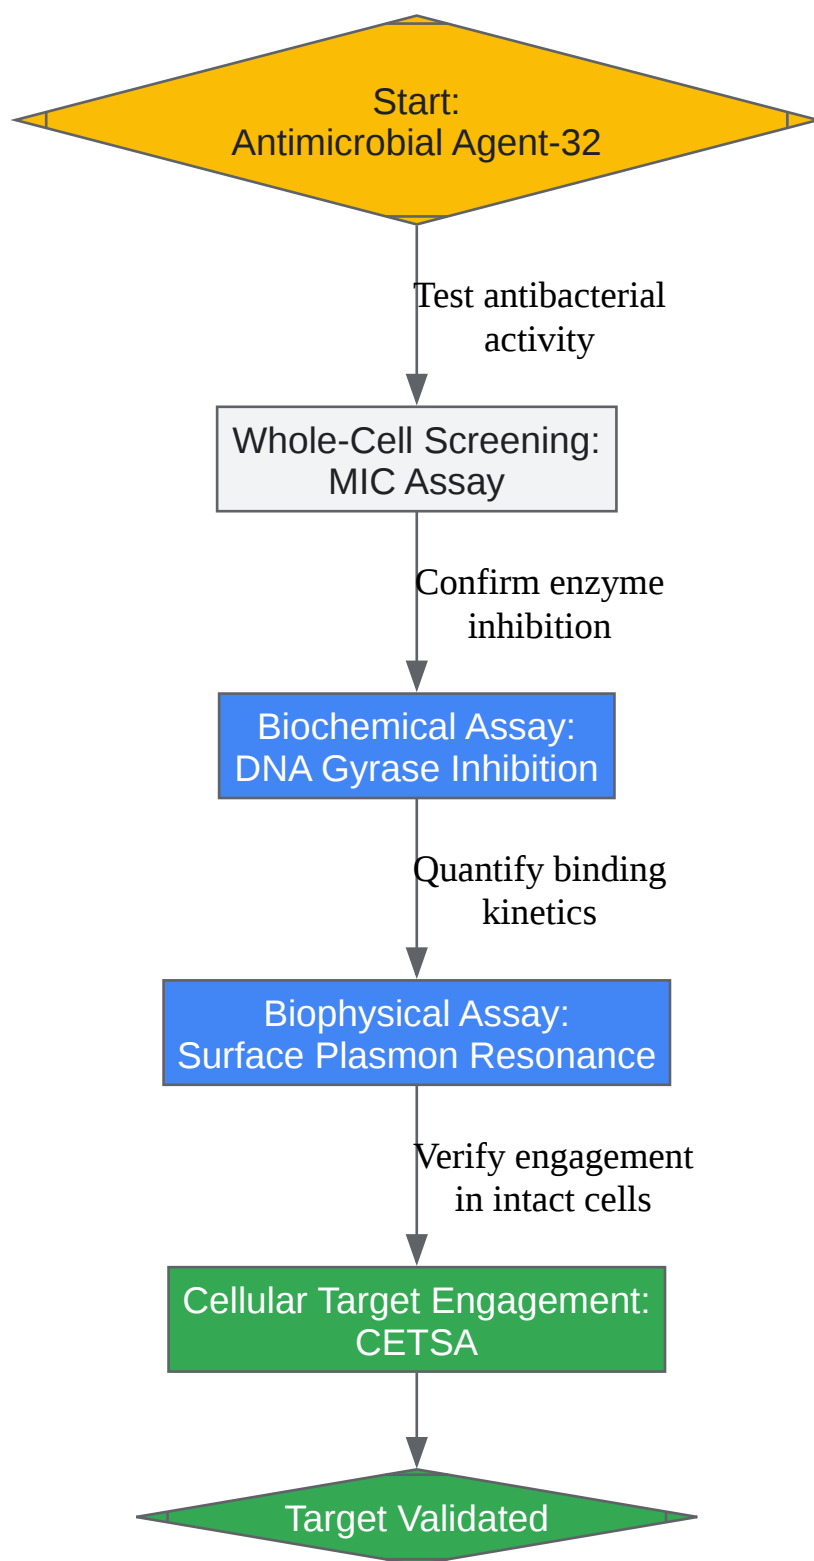 Start:
Antimicrobial Agent-32
Test antibacterial
activity
Whole-Cell Screening:
MIC Assay
Confirm enzyme
inhibition
Biochemical Assay:
DNA Gyrase Inhibition
Quantify binding
kinetics
Biophysical Assay:
Surface Plasmon Resonance
Verify engagement
in intact cells
Cellular Target Engagement:
CETSA
Target Validated